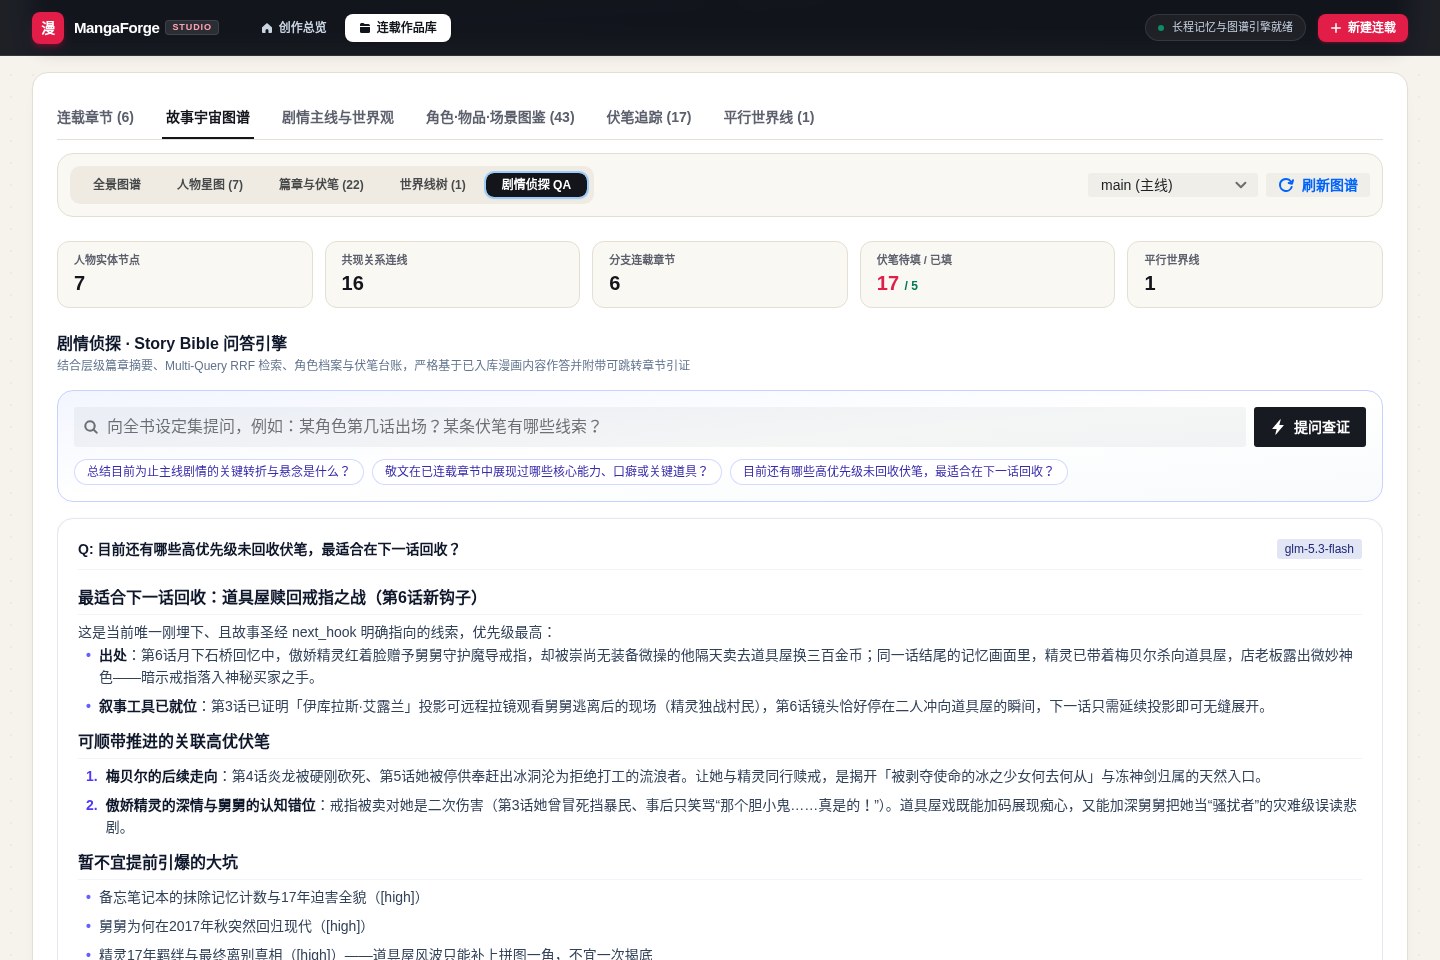 漫 MangaForge STUDIO 创作总览 连载作品库 长程记忆与图谱引擎就绪 新建连载
连载章节 (6) 故事宇宙图谱 剧情主线与世界观 角色·物品·场景图鉴 (43) 伏笔追踪 (17) 平行世界线 (1)
全景图谱 人物星图 (7) 篇章与伏笔 (22) 世界线树 (1) 剧情侦探 QA main (主线) 刷新图谱
人物实体节点 共现关系连线 分支连载章节 伏笔待填 / 已填 平行世界线
7 16 6 17 / 5 1
剧情侦探 · Story Bible 问答引擎
结合层级篇章摘要、Multi-Query RRF 检索、角色档案与伏笔台账，严格基于已入库漫画内容作答并附带可跳转章节引证
向全书设定集提问，例如：某角色第几话出场？某条伏笔有哪些线索？ 提问查证
总结目前为止主线剧情的关键转折与悬念是什么？ 敬文在已连载章节中展现过哪些核心能力、口癖或关键道具？ 目前还有哪些高优先级未回收伏笔，最适合在下一话回收？
Q: 目前还有哪些高优先级未回收伏笔，最适合在下一话回收？ glm-5.3-flash
最适合下一话回收：道具屋赎回戒指之战（第6话新钩子）
这是当前唯一刚埋下、且故事圣经 next_hook 明确指向的线索，优先级最高：
• 出处：第6话月下石桥回忆中，傲娇精灵红着脸赠予舅舅守护魔导戒指，却被崇尚无装备微操的他隔天卖去道具屋换三百金币；同一话结尾的记忆画面里，精灵已带着梅贝尔杀向道具屋，店老板露出微妙神
色——暗示戒指落入神秘买家之手。
• 叙事工具已就位：第3话已证明「伊库拉斯·艾露兰」投影可远程拉镜观看舅舅逃离后的现场（精灵独战村民），第6话镜头恰好停在二人冲向道具屋的瞬间，下一话只需延续投影即可无缝展开。
可顺带推进的关联高优伏笔
1. 梅贝尔的后续走向：第4话炎龙被硬刚砍死、第5话她被停供奉赶出冰洞沦为拒绝打工的流浪者。让她与精灵同行赎戒，是揭开「被剥夺使命的冰之少女何去何从」与冻神剑归属的天然入口。
2. 傲娇精灵的深情与舅舅的认知错位：戒指被卖对她是二次伤害（第3话她曾冒死挡暴民、事后只笑骂“那个胆小鬼……真是的！”）。道具屋戏既能加码展现痴心，又能加深舅舅把她当“骚扰者”的灾难级误读悲
剧。
暂不宜提前引爆的大坑
• 备忘笔记本的抹除记忆计数与17年迫害全貌（[high]）
• 舅舅为何在2017年秋突然回归现代（[high]）
• 精灵17年羁绊与最终离别真相（[high]）——道具屋风波只能补上拼图一角，不宜一次揭底